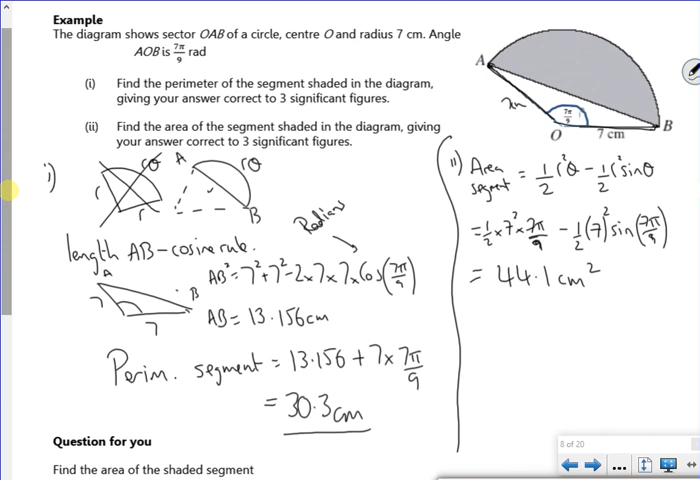 Example
The diagram shows sector OAB of a circle, centre O and radius 7 cm. Angle
AOB is 7π/9 rad
(i) Find the perimeter of the segment shaded in the diagram,
giving your answer correct to 3 significant figures.
(ii) Find the area of the segment shaded in the diagram, giving
your answer correct to 3 significant figures.
A
7π/9
O
7 cm
B
i)
rθ
r
r
A
rθ
B
length AB - cosine rule.
Radians
A
7
7
B
AB² = 7² + 7² - 2 x 7 x 7 x Cos(7π/9)
AB = 13.156cm
Perim. segment = 13.156 + 7 x 7π/9
= 30.3cm
ii) Area segment = 1/2 r²θ - 1/2 r² sinθ
= 1/2 x 7² x 7π/9 - 1/2 (7)² sin(7π/9)
= 44.1cm²
Question for you
Find the area of the shaded segment
8 of 20